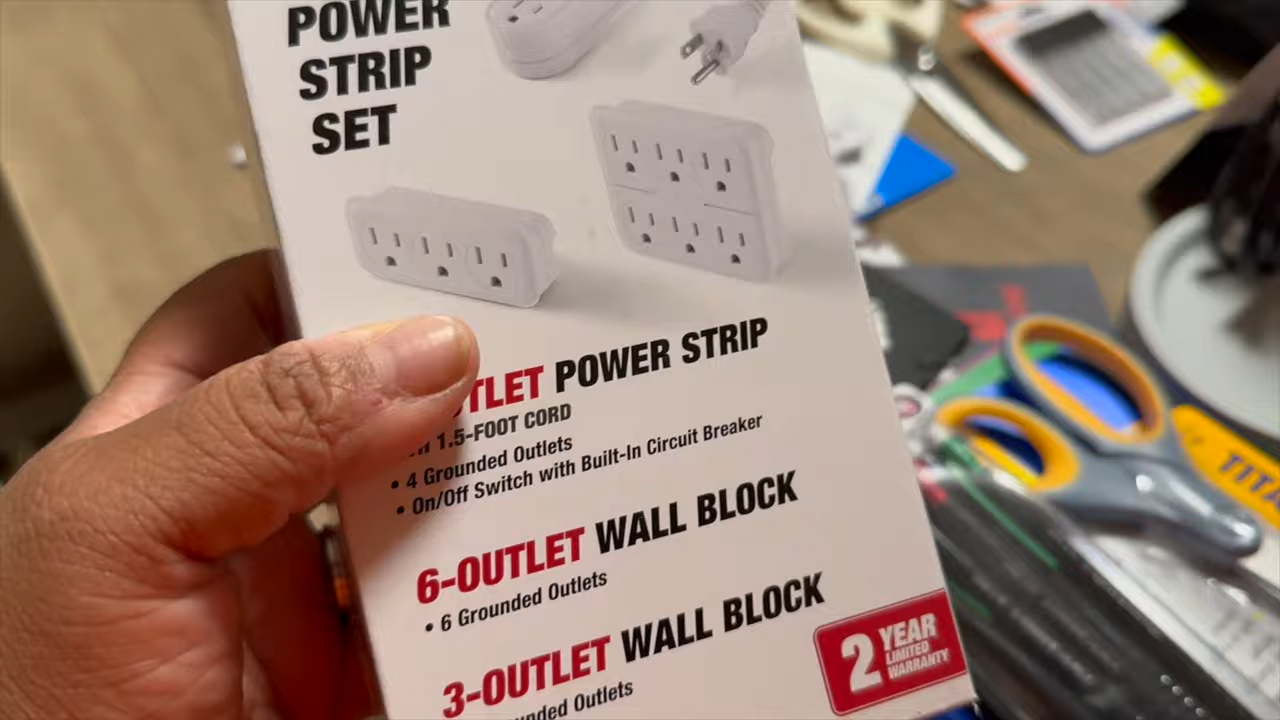 POWER
STRIP
SET
TLET POWER STRIP
1.5-FOOT CORD
• 4 Grounded Outlets
• On/Off Switch with Built-In Circuit Breaker
6-OUTLET WALL BLOCK
• 6 Grounded Outlets
3-OUTLET WALL BLOCK
unded Outlets
2 YEAR
LIMITED
WARRANTY
TITA